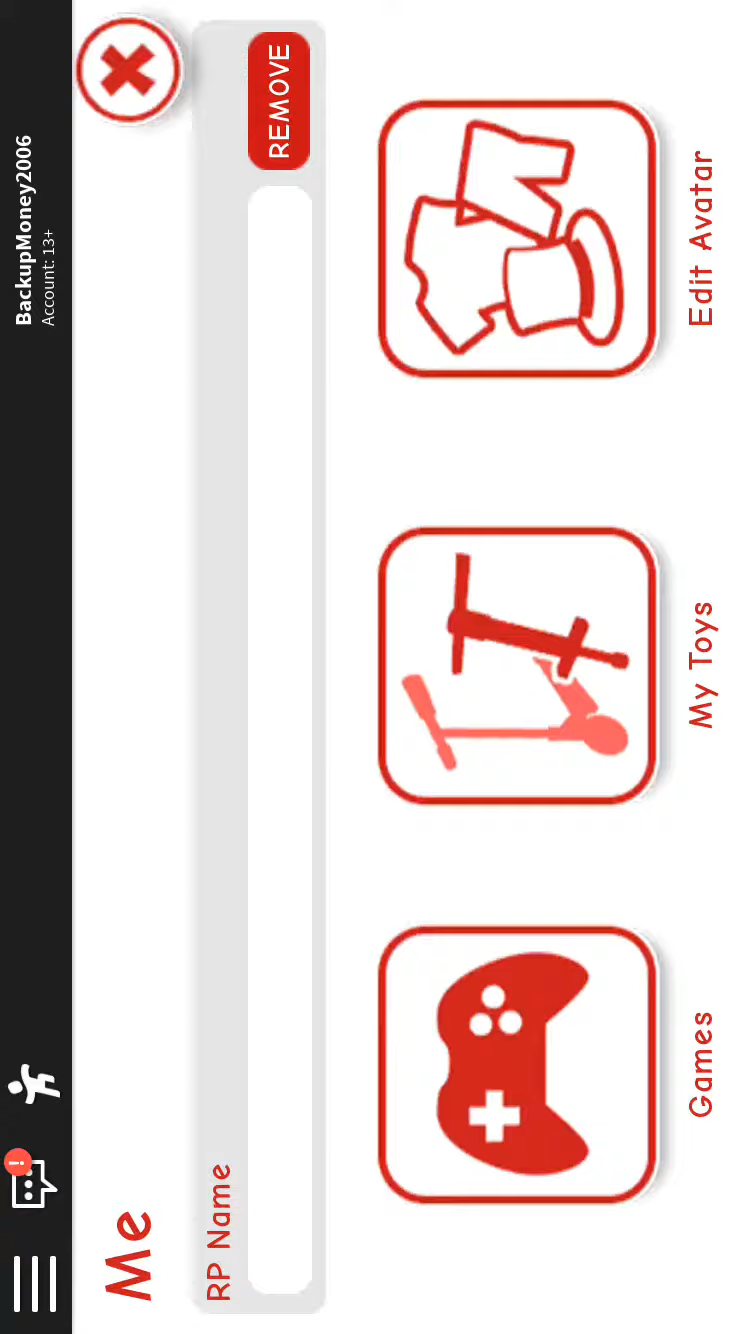 BackupMoney2006
Account: 13+
Me
RP Name
REMOVE
Games
My Toys
Edit Avatar